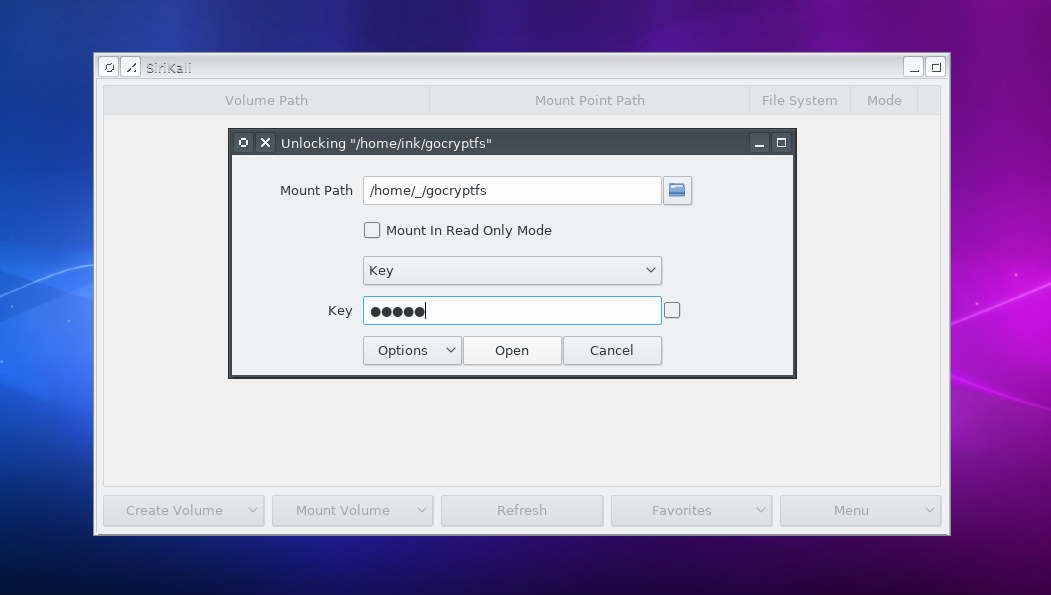 SiriKali
Volume Path Mount Point Path File System Mode
Unlocking "/home/ink/gocryptfs"
Mount Path /home/_/gocryptfs
Mount In Read Only Mode
Key
Key ●●●●●
Options Open Cancel
Create Volume Mount Volume Refresh Favorites Menu